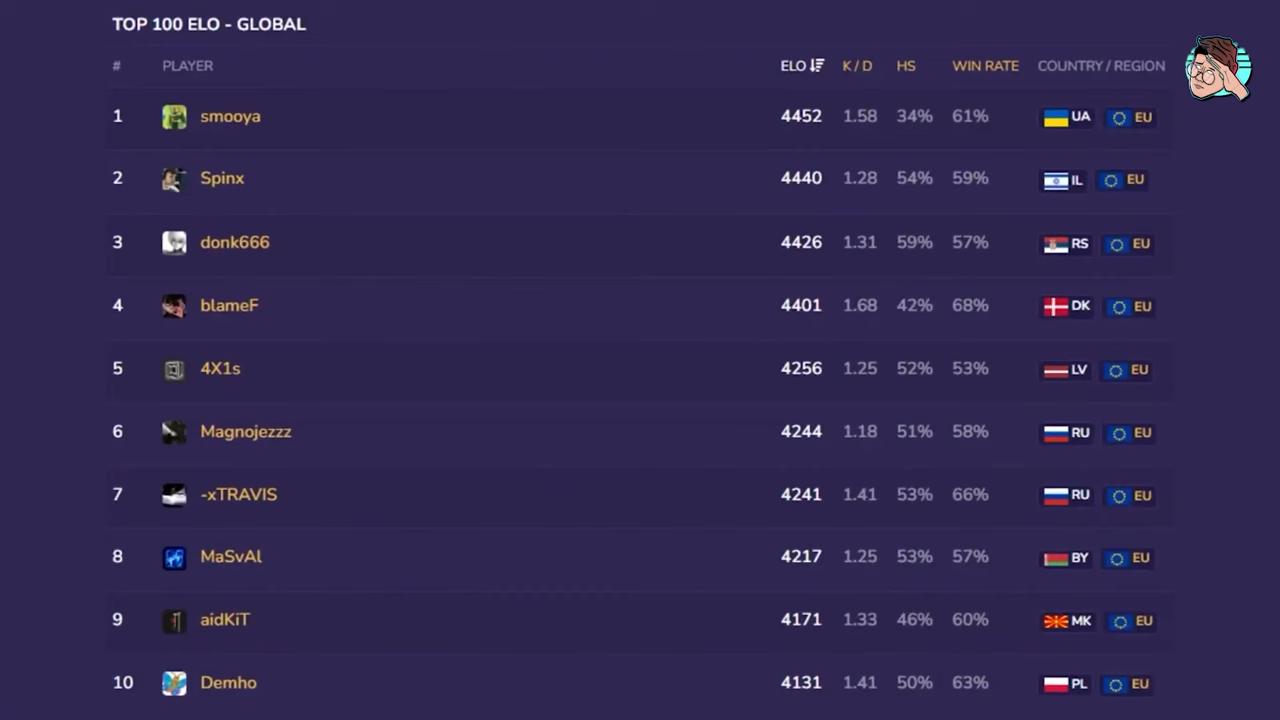 TOP 100 ELO - GLOBAL
# PLAYER ELO K / D HS WIN RATE COUNTRY / REGION
1 smooya 4452 1.58 34% 61% UA EU
2 Spinx 4440 1.28 54% 59% IL EU
3 donk666 4426 1.31 59% 57% RS EU
4 blameF 4401 1.68 42% 68% DK EU
5 4X1s 4256 1.25 52% 53% LV EU
6 Magnojezzz 4244 1.18 51% 58% RU EU
7 -xTRAVIS 4241 1.41 53% 66% RU EU
8 MaSvAl 4217 1.25 53% 57% BY EU
9 aidKiT 4171 1.33 46% 60% MK EU
10 Demho 4131 1.41 50% 63% PL EU